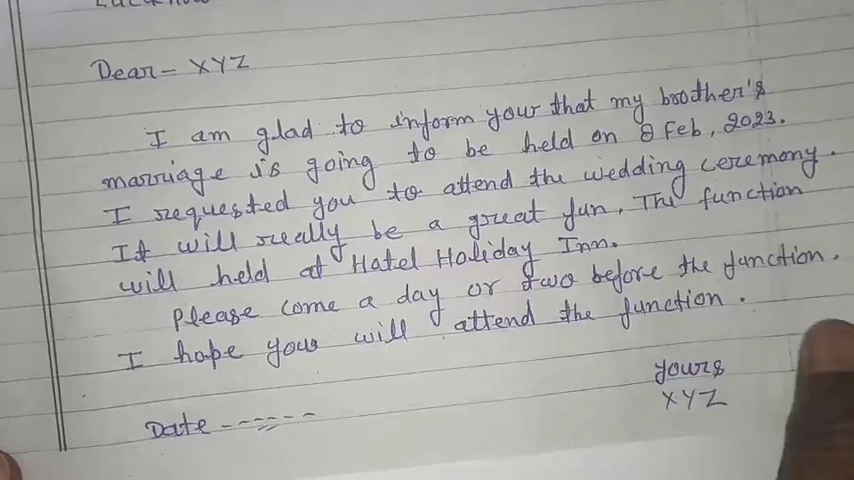 Lucknow
Dear - XYZ
I am glad to inform your that my brother's
marriage is going to be held on 8 Feb, 2023.
I requested you to attend the wedding ceremony.
It will really be a great fun. The function
will held at Hatel Holiday Inn.
Please come a day or two before the function.
I hope your will attend the function.
yours
XYZ
Date ------